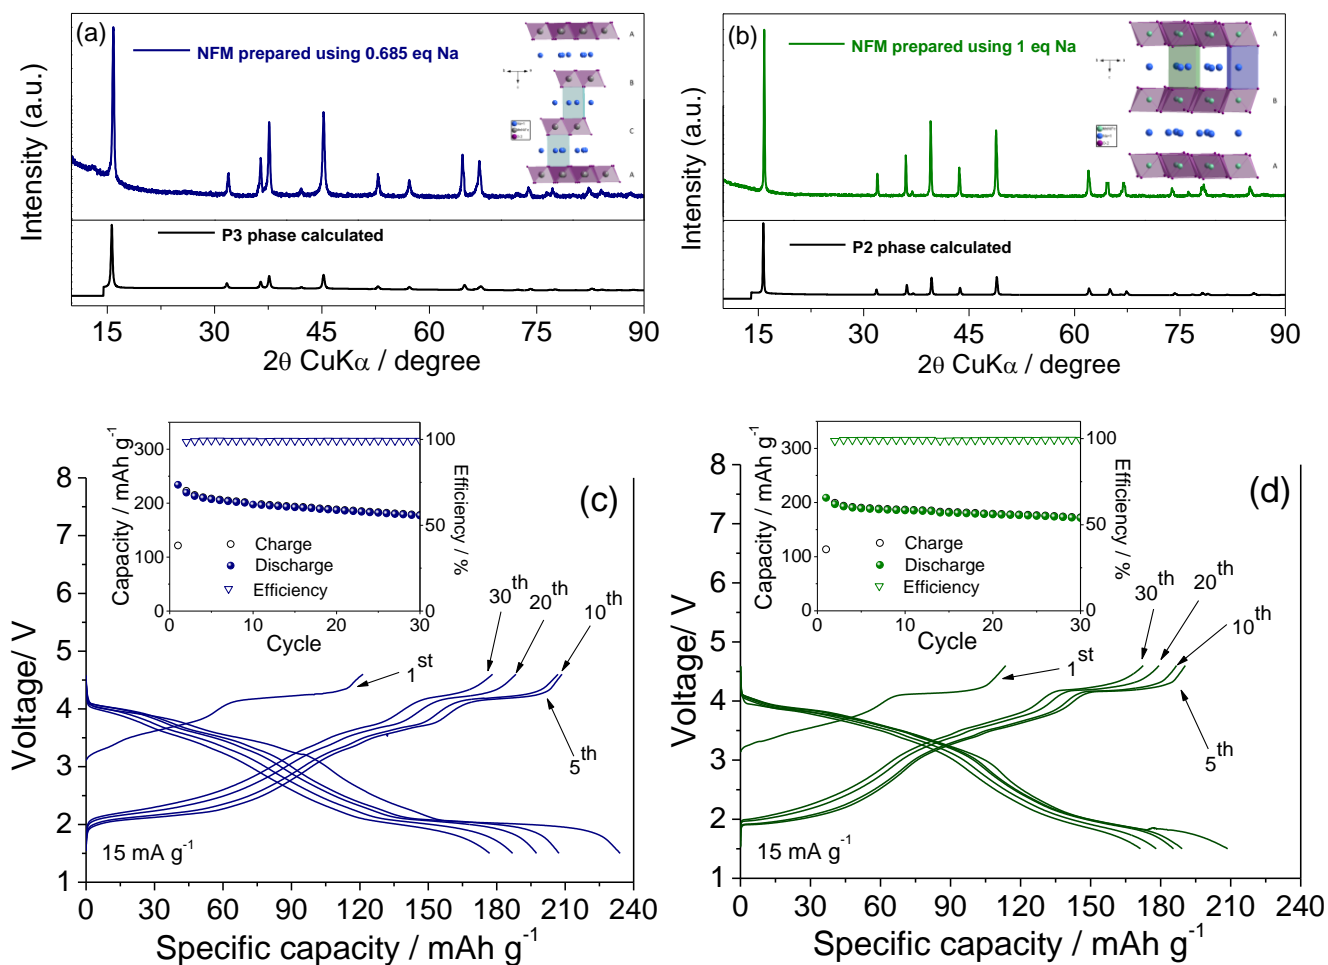 (a)
NFM prepared using 0.685 eq Na
A
B
C
A
Intensity (a.u.)
P3 phase calculated
15 30 45 60 75 90
2θ CuKα / degree
(b)
NFM prepared using 1 eq Na
A
B
A
Intensity (a.u.)
P2 phase calculated
15 30 45 60 75 90
2θ CuKα / degree
(c)
Capacity / mAh g⁻¹
300
200
100
0
100
50
0
Efficiency / %
Charge
Discharge
Efficiency
0 10 20 30
Cycle
8
7
6
5
4
3
2
1
Voltage/ V
1st
30th
20th
10th
5th
15 mA g⁻¹
0 30 60 90 120 150 180 210 240
Specific capacity / mAh g⁻¹
(d)
Capacity / mAh g⁻¹
300
200
100
0
100
50
0
Efficiency / %
Charge
Discharge
Efficiency
0 10 20 30
Cycle
8
7
6
5
4
3
2
1
Voltage/ V
1st
30th
20th
10th
5th
15 mA g⁻¹
0 30 60 90 120 150 180 210 240
Specific capacity / mAh g⁻¹